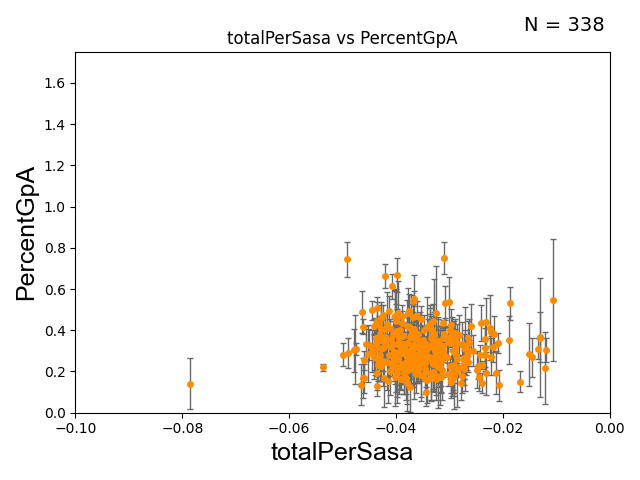 N = 338
totalPerSasa vs PercentGpA
PercentGpA
1.6
1.4
1.2
1.0
0.8
0.6
0.4
0.2
0.0
−0.10 −0.08 −0.06 −0.04 −0.02 0.00
totalPerSasa